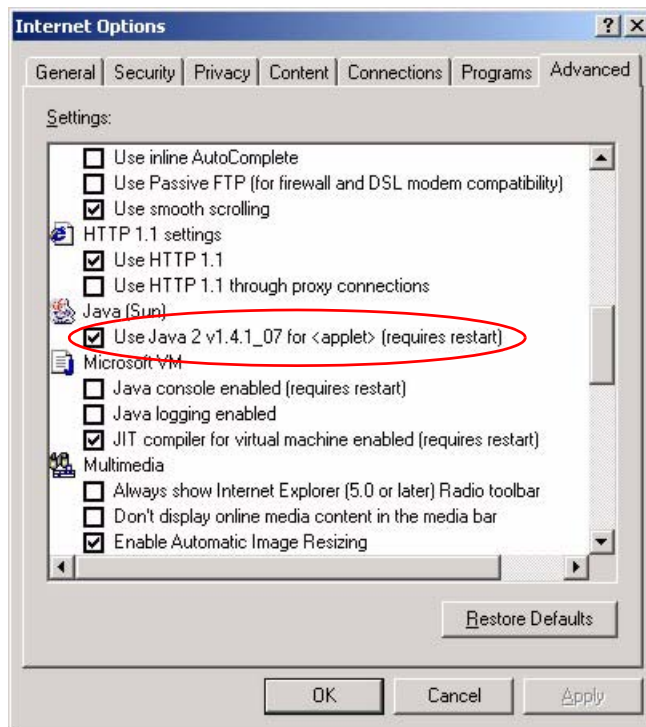 Internet Options
General Security Privacy Content Connections Programs Advanced
Settings:
Use inline AutoComplete
Use Passive FTP (for firewall and DSL modem compatibility)
Use smooth scrolling
HTTP 1.1 settings
Use HTTP 1.1
Use HTTP 1.1 through proxy connections
Java (Sun)
Use Java 2 v1.4.1_07 for <applet> (requires restart)
Microsoft VM
Java console enabled (requires restart)
Java logging enabled
JIT compiler for virtual machine enabled (requires restart)
Multimedia
Always show Internet Explorer (5.0 or later) Radio toolbar
Don't display online media content in the media bar
Enable Automatic Image Resizing
Restore Defaults
OK Cancel Apply